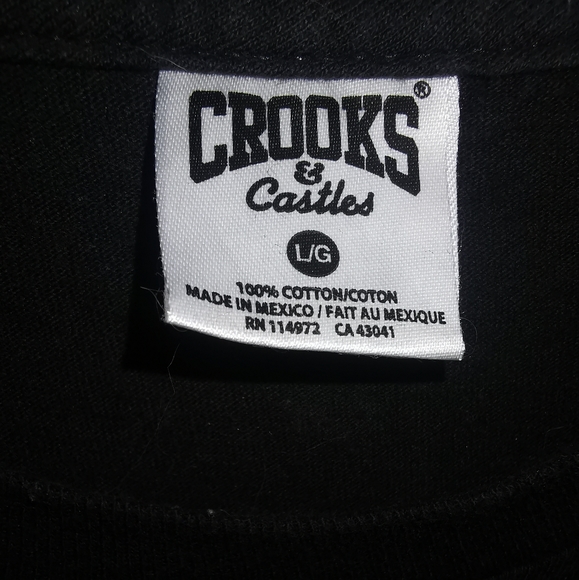 CROOKS®
&
Castles
L/G
100% COTTON/COTON
MADE IN MEXICO / FAIT AU MEXIQUE
RN 114972 CA 43041